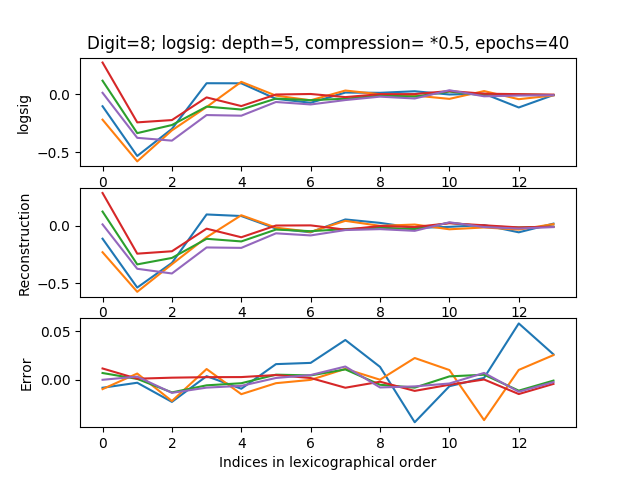 Digit=8; logsig: depth=5, compression= *0.5, epochs=40
logsig
0.0
−0.5
0 2 4 6 8 10 12
Reconstruction
0.0
−0.5
0 2 4 6 8 10 12
Error
0.05
0.00
0 2 4 6 8 10 12
Indices in lexicographical order